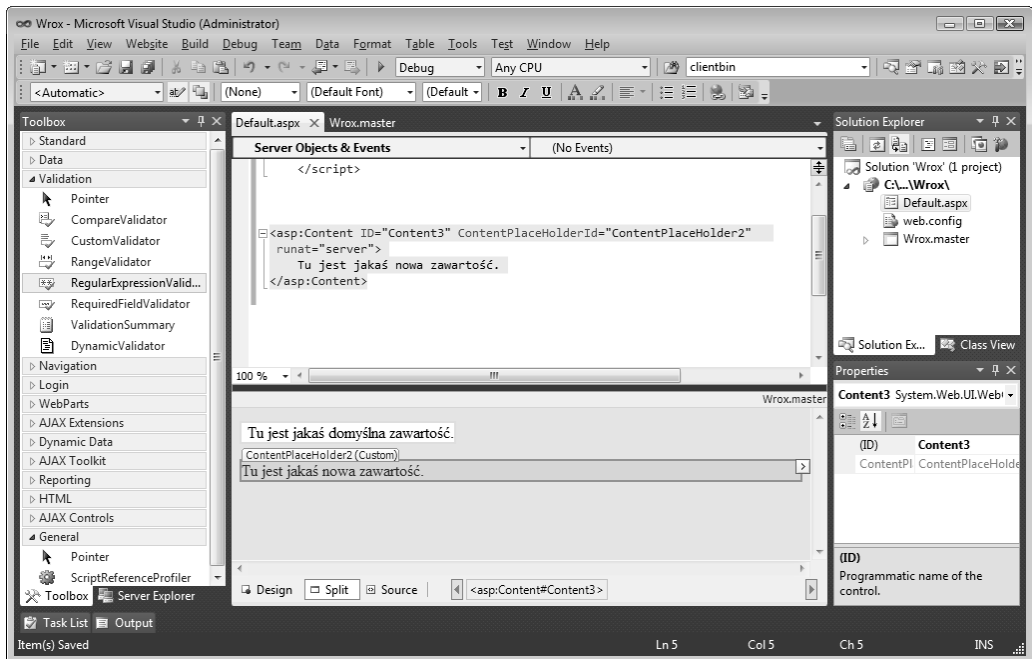 Wrox - Microsoft Visual Studio (Administrator)
File Edit View Website Build Debug Team Data Format Table Tools Test Window Help
Debug Any CPU clientbin
<Automatic> (None) (Default Font) (Default B I U A
Toolbox
Standard
Data
Validation
Pointer
CompareValidator
CustomValidator
RangeValidator
RegularExpressionValid...
RequiredFieldValidator
ValidationSummary
DynamicValidator
Navigation
Login
WebParts
AJAX Extensions
Dynamic Data
AJAX Toolkit
Reporting
HTML
AJAX Controls
General
Pointer
ScriptReferenceProfiler
Toolbox Server Explorer
Default.aspx Wrox.master
Server Objects & Events (No Events)
</script>
<asp:Content ID="Content3" ContentPlaceHolderId="ContentPlaceHolder2"
runat="server">
Tu jest jakaś nowa zawartość.
</asp:Content>
100 %
Wrox.master
Tu jest jakaś domyślna zawartość.
ContentPlaceHolder2 (Custom)
Tu jest jakaś nowa zawartość.
Design Split Source <asp:Content#Content3>
Solution Explorer
Solution 'Wrox' (1 project)
C:\...\Wrox\
Default.aspx
web.config
Wrox.master
Solution Ex... Class View
Properties
Content3 System.Web.UI.Web
(ID) Content3
ContentPl ContentPlaceHolde
(ID)
Programmatic name of the
control.
Task List Output
Item(s) Saved Ln 5 Col 5 Ch 5 INS